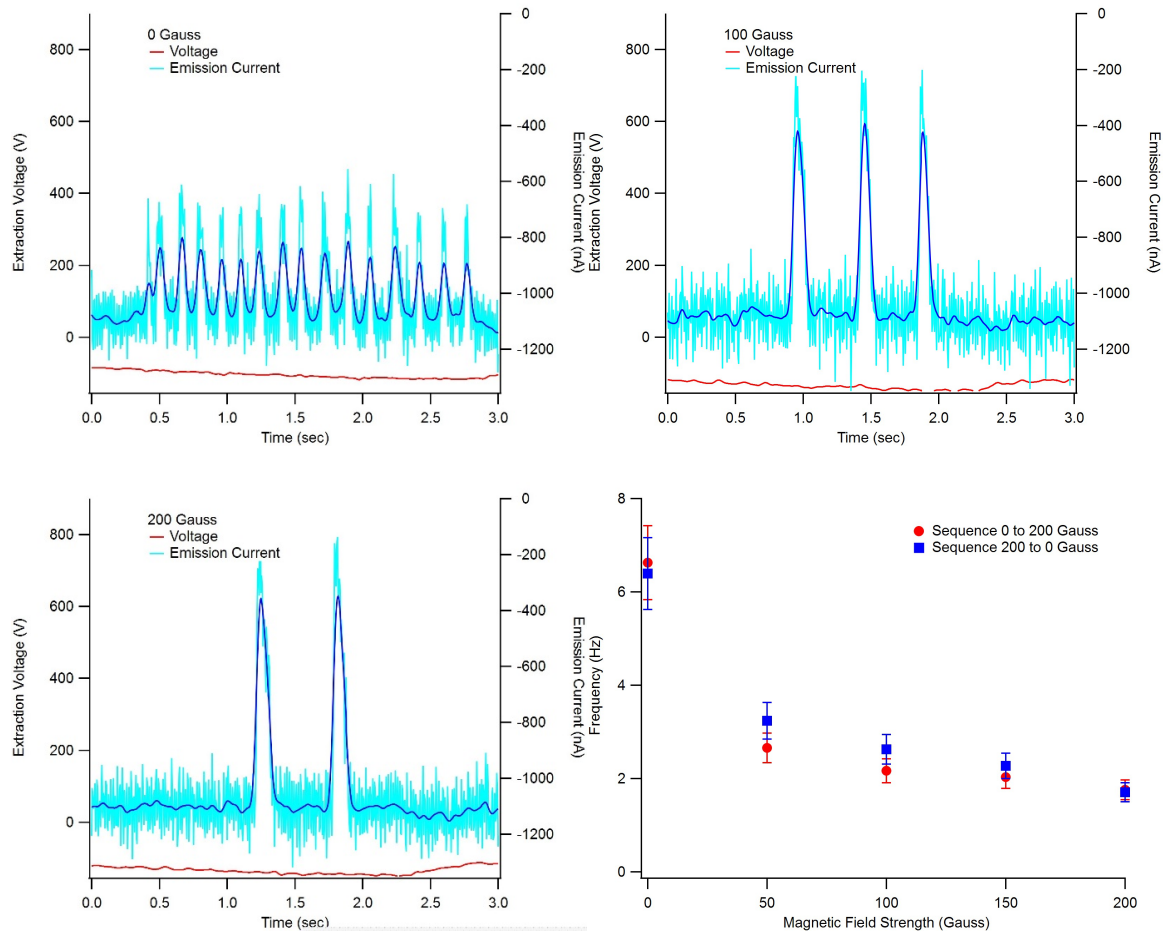 0 Gauss
Voltage
Emission Current
Extraction Voltage (V)
800
600
400
200
0
0
-200
-400
-600
-800
-1000
-1200
Emission Current (nA)
0.0 0.5 1.0 1.5 2.0 2.5 3.0
Time (sec)
100 Gauss
Voltage
Emission Current
Extraction Voltage (V)
800
600
400
200
0
0
-200
-400
-600
-800
-1000
-1200
Emission Current (nA)
0.0 0.5 1.0 1.5 2.0 2.5 3.0
Time (sec)
200 Gauss
Voltage
Emission Current
Extraction Voltage (V)
800
600
400
200
0
0
-200
-400
-600
-800
-1000
-1200
Emission Current (nA)
0.0 0.5 1.0 1.5 2.0 2.5 3.0
Time (sec)
Sequence 0 to 200 Gauss
Sequence 200 to 0 Gauss
Frequency (Hz)
8
6
4
2
0
0 50 100 150 200
Magnetic Field Strength (Gauss)